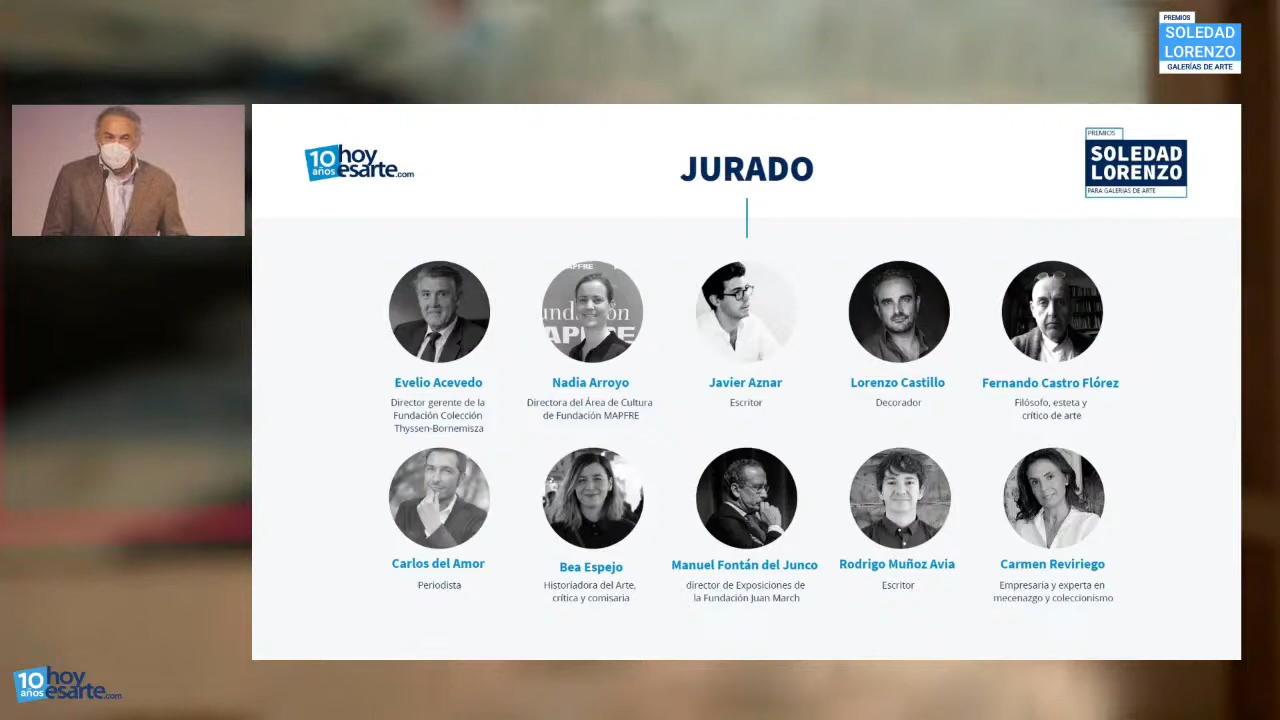 PREMIOS
SOLEDAD
LORENZO
GALERÍAS DE ARTE
10
años
hoy
esarte.com
JURADO
PREMIOS
SOLEDAD
LORENZO
PARA GALERÍAS DE ARTE
Evelio Acevedo
Director gerente de la
Fundación Colección
Thyssen-Bornemisza
Nadia Arroyo
Directora del Área de Cultura
de Fundación MAPFRE
Javier Aznar
Escritor
Lorenzo Castillo
Decorador
Fernando Castro Flórez
Filósofo, esteta y
crítico de arte
Carlos del Amor
Periodista
Bea Espejo
Historiadora del Arte,
crítica y comisaria
Manuel Fontán del Junco
director de Exposiciones de
la Fundación Juan March
Rodrigo Muñoz Avia
Escritor
Carmen Reviriego
Empresaria y experta en
mecenazgo y coleccionismo
10
años
hoy
esarte.com